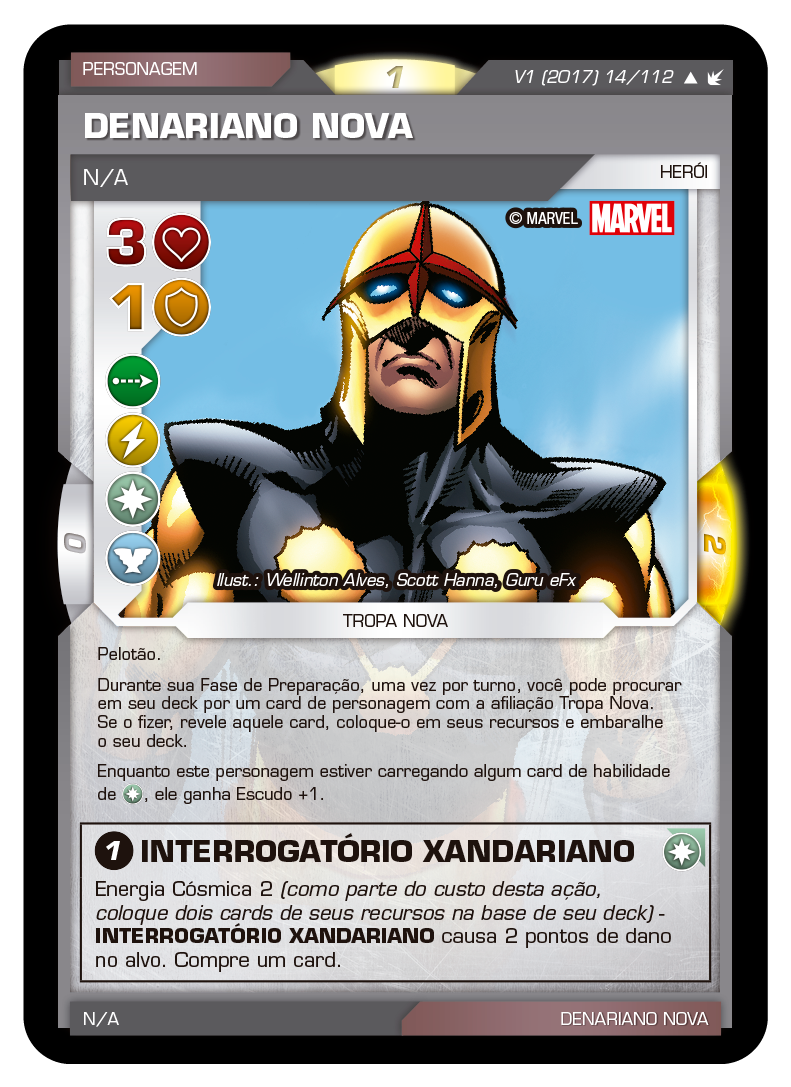 PERSONAGEM
1
V1 (2017) 14/112
DENARIANO NOVA
N/A
HERÓI
© MARVEL MARVEL
3
1
0
2
Ilust.: Wellinton Alves, Scott Hanna, Guru eFx
TROPA NOVA
Pelotão.
Durante sua Fase de Preparação, uma vez por turno, você pode procurar
em seu deck por um card de personagem com a afiliação Tropa Nova.
Se o fizer, revele aquele card, coloque-o em seus recursos e embaralhe
o seu deck.
Enquanto este personagem estiver carregando algum card de habilidade
de , ele ganha Escudo +1.
1 INTERROGATÓRIO XANDARIANO
Energia Cósmica 2 (como parte do custo desta ação,
coloque dois cards de seus recursos na base de seu deck) -
INTERROGATÓRIO XANDARIANO causa 2 pontos de dano
no alvo. Compre um card.
N/A
DENARIANO NOVA